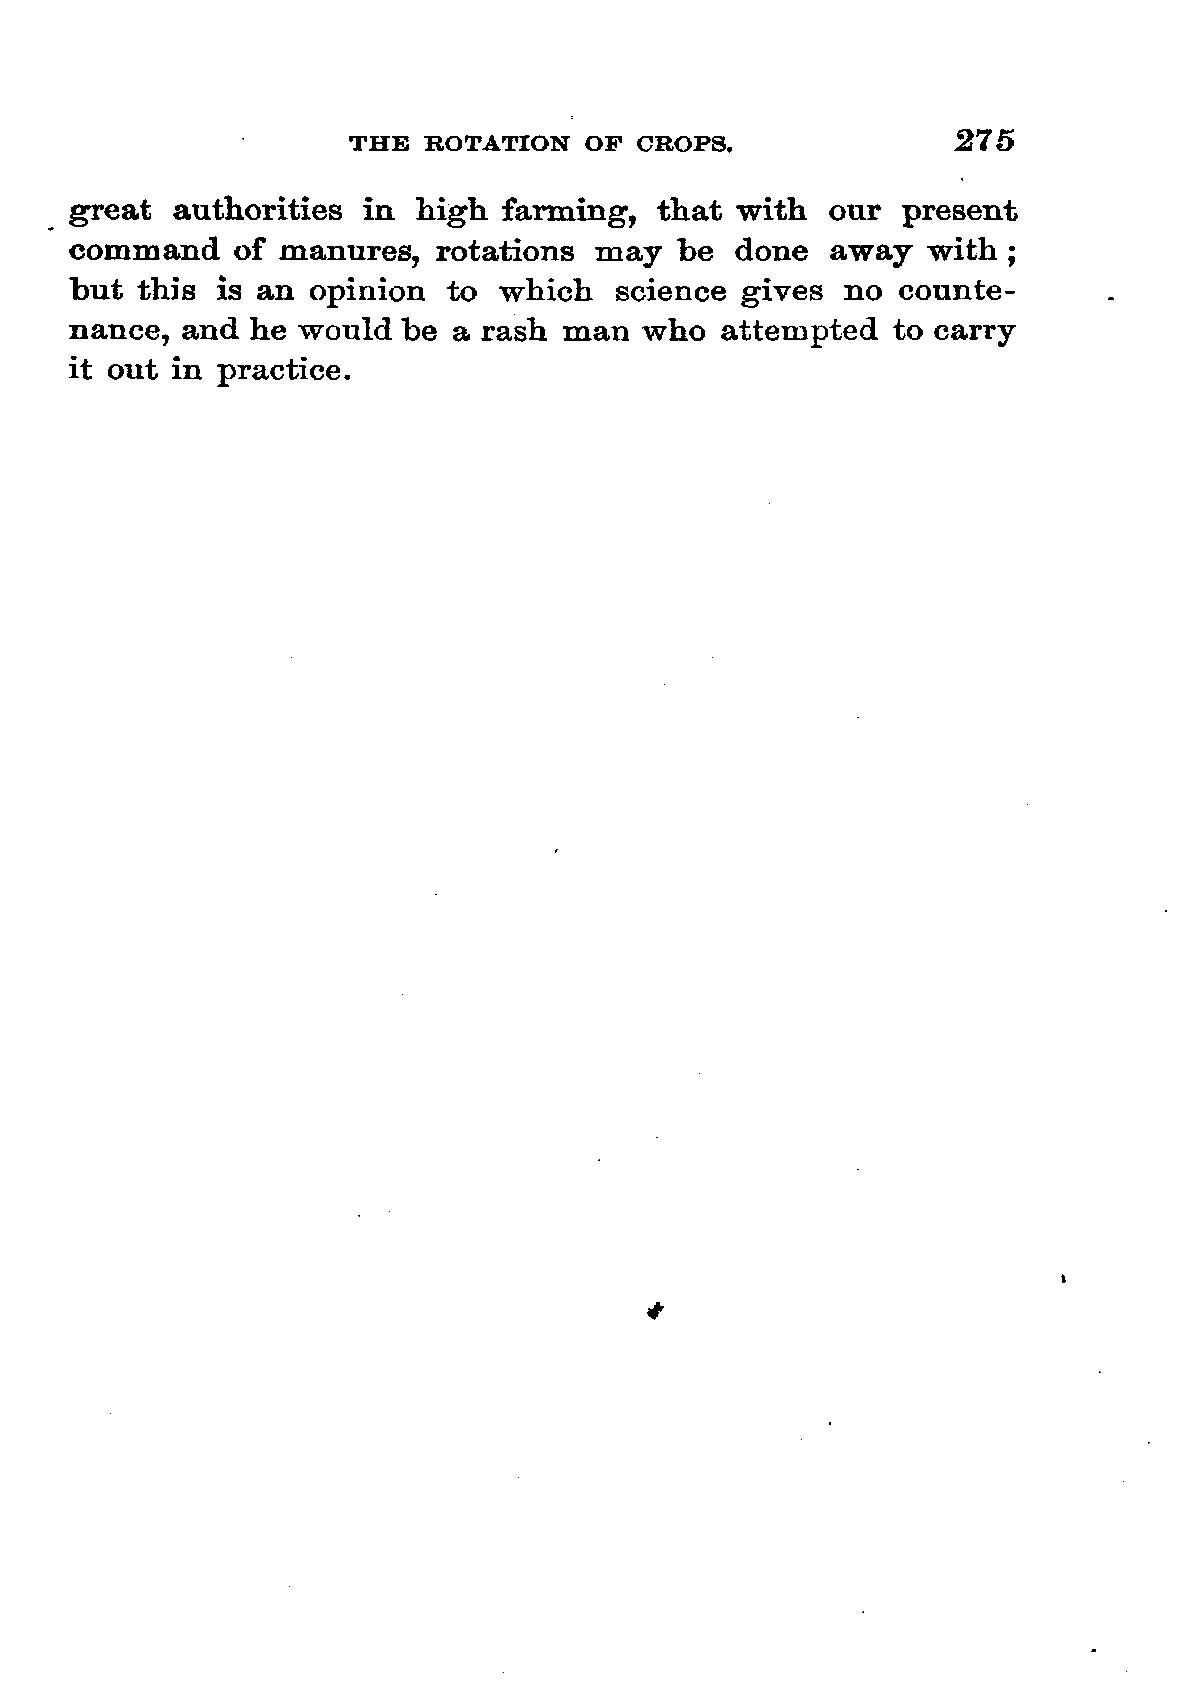 THE ROTATION OF CROPS. 275
great authorities in high farming, that with our present
command of manures, rotations may be done away with ;
but this is an opinion to which science gives no counte-
nance, and he would be a rash man who attempted to carry
it out in practice.